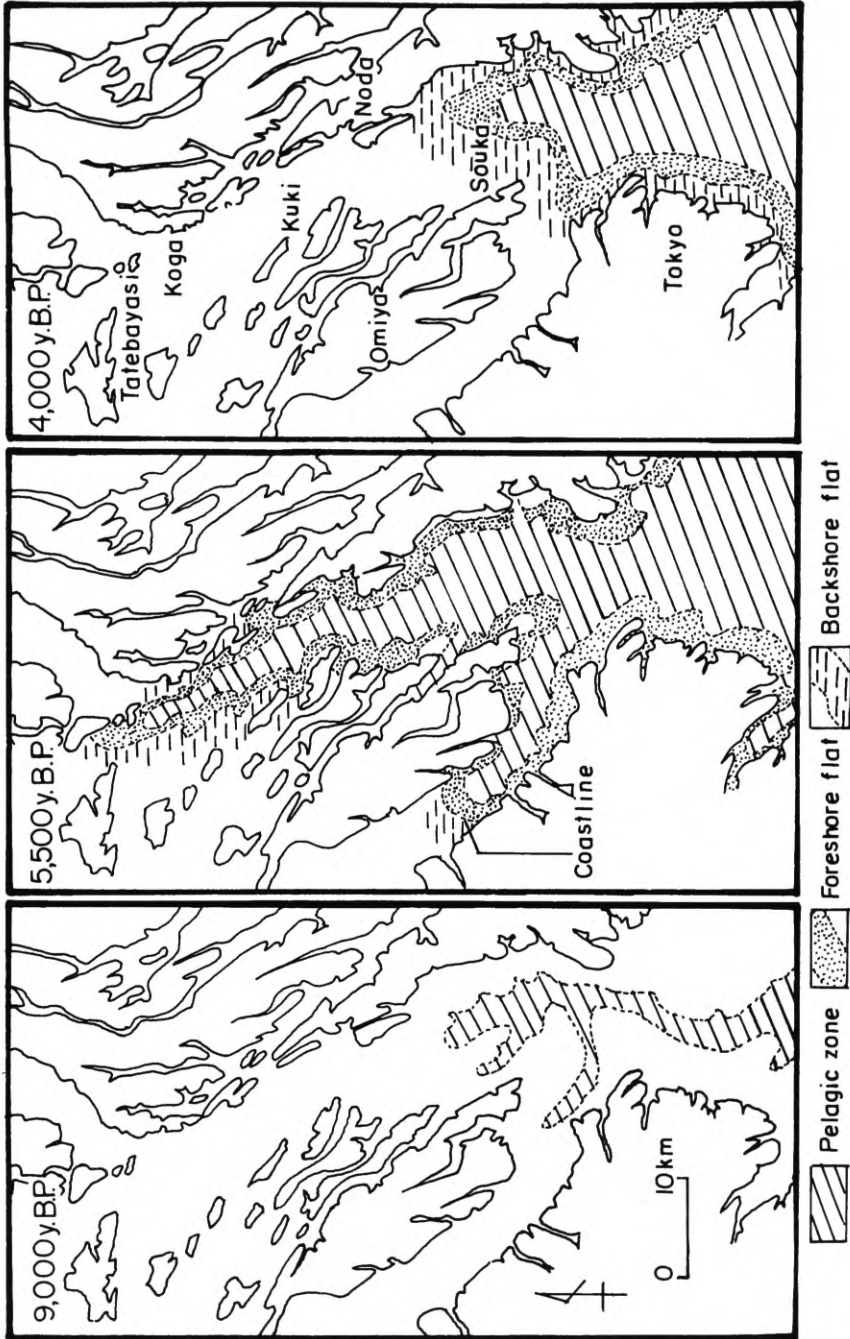 9,000 y.B.P.
0 10 km
5,500 y.B.P.
Coastline
4,000 y.B.P.
Tatebayasi
Koga
Kuki
Noda
Omiya
Souka
Tokyo
Pelagic zone
Foreshore flat
Backshore flat